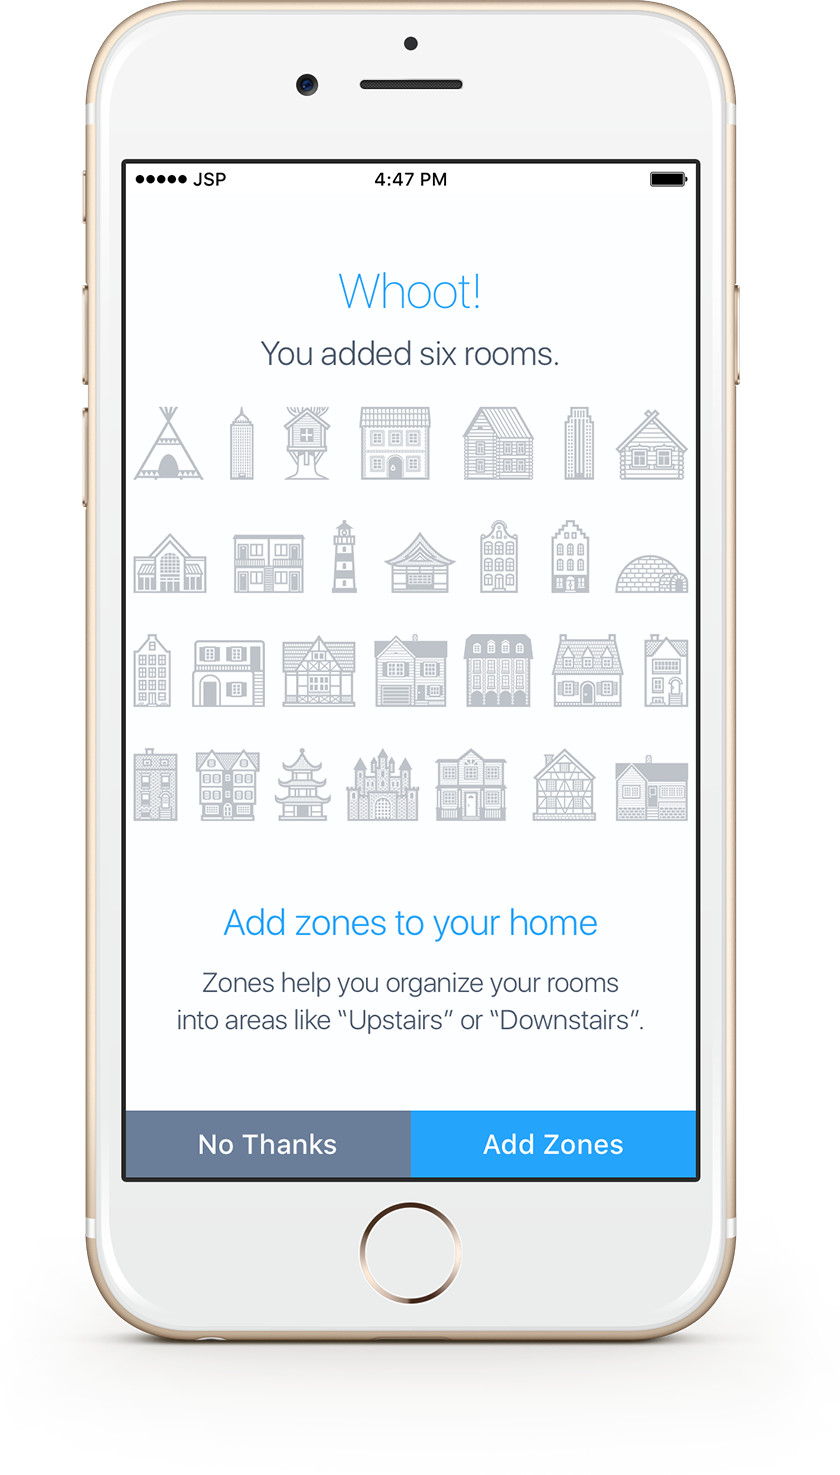 JSP 4:47 PM
Whoot!
You added six rooms.
Add zones to your home
Zones help you organize your rooms
into areas like “Upstairs” or “Downstairs”.
No Thanks Add Zones